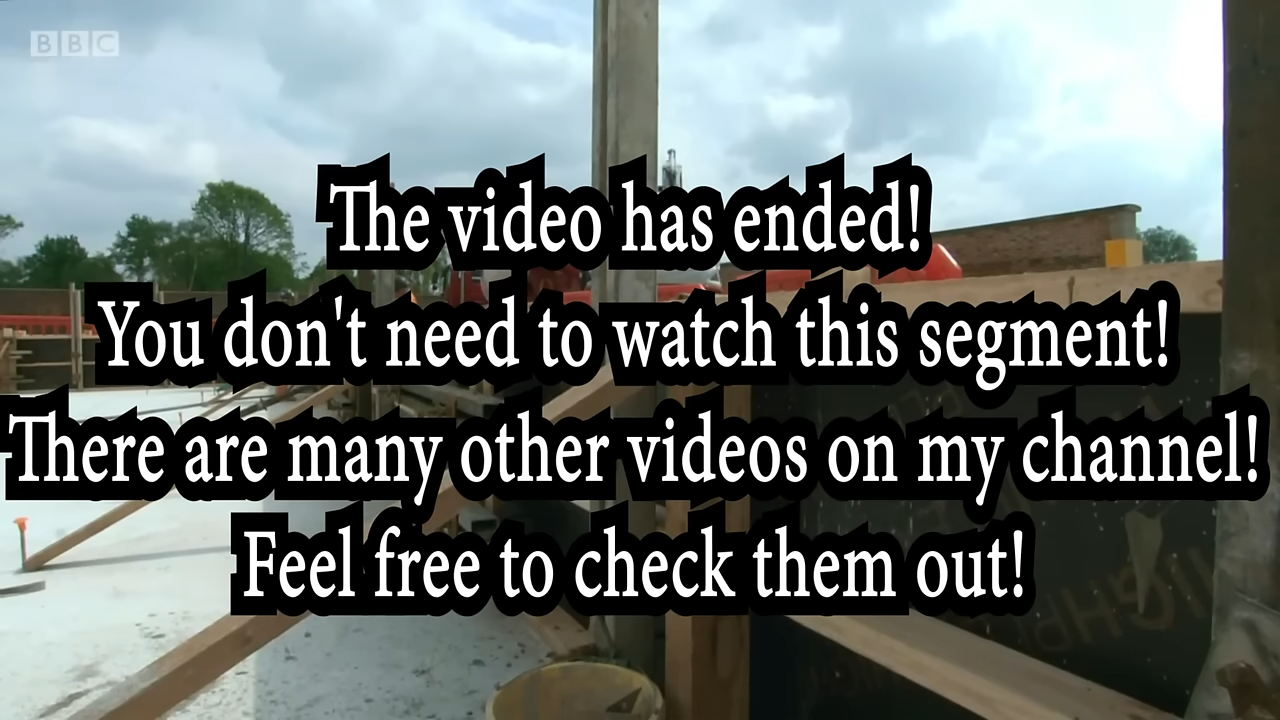 BBC
The video has ended!
You don't need to watch this segment!
There are many other videos on my channel!
Feel free to check them out!